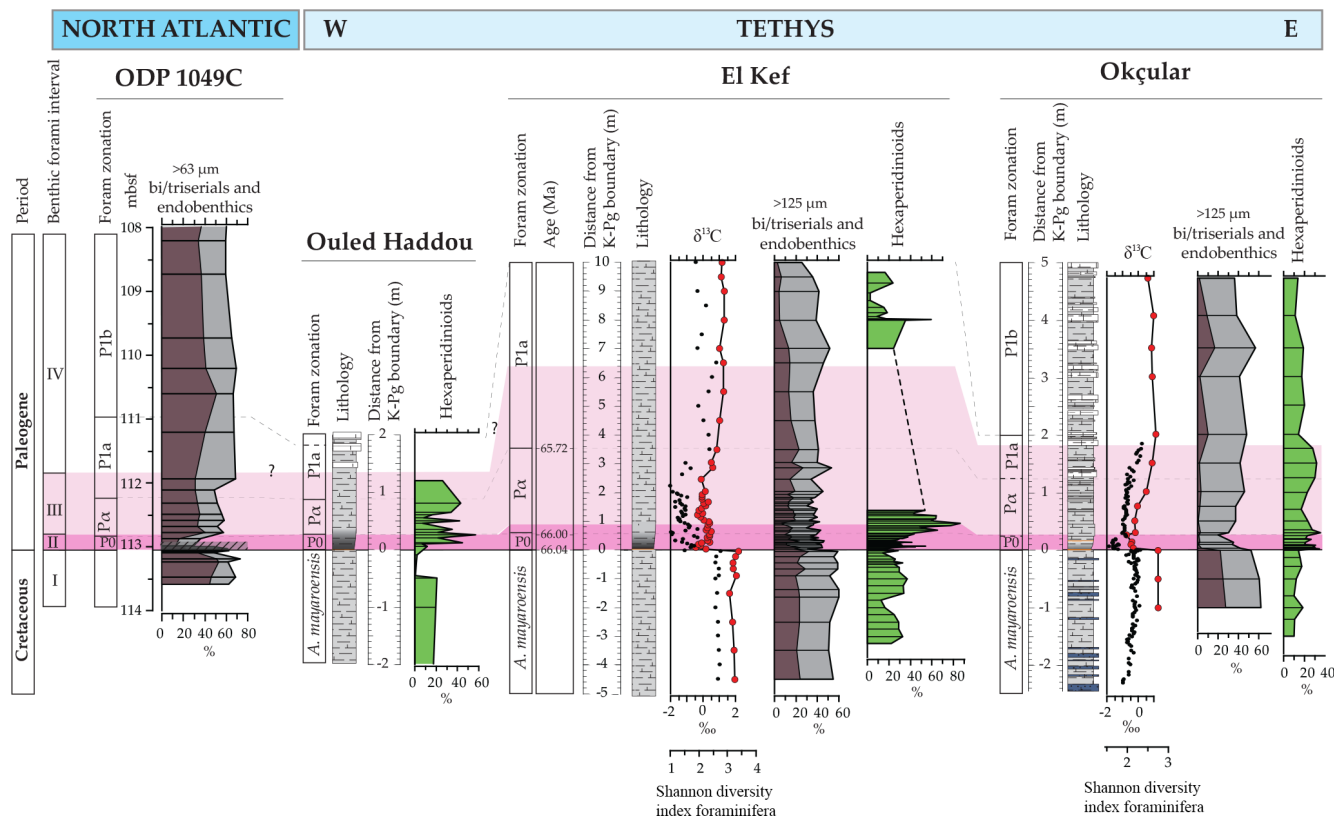 NORTH ATLANTIC
W
TETHYS
E
ODP 1049C
El Kef
Okçular
Ouled Haddou
Period
Benthic forami interval
Foram zonation
mbsf
>63 μm
bi/triserials and
endobenthics
Foram zonation
Lithology
Distance from
K-Pg boundary (m)
Hexaperidinioids
Foram zonation
Age (Ma)
Distance from
K-Pg boundary (m)
Lithology
δ¹³C
>125 μm
bi/triserials and
endobenthics
Hexaperidinioids
Foram zonation
Distance from
K-Pg boundary (m)
Lithology
δ¹³C
>125 μm
bi/triserials and
endobenthics
Hexaperidinioids
Paleogene
Cretaceous
IV
III
II
I
P1b
P1a
Pα
P0
108
109
110
111
112
113
114
0 20 40 60 80
%
?
P1a
Pα
P0
A. mayaroensis
2
1
0
-1
-2
0 20 40 60
%
?
P1a
Pα
P0
A. mayaroensis
65.72
66.00
66.04
10
9
8
7
6
5
4
3
2
1
0
-1
-2
-3
-4
-5
-2 0 2
‰
1 2 3 4
Shannon diversity
index foraminifera
0 20 40 60
%
0 20 40 60 80
%
P1b
P1a
Pα
P0
A. mayaroensis
5
4
3
2
1
0
-1
-2
-2 0
‰
2 3
Shannon diversity
index foraminifera
0 20 40 60
%
0 20 40
%